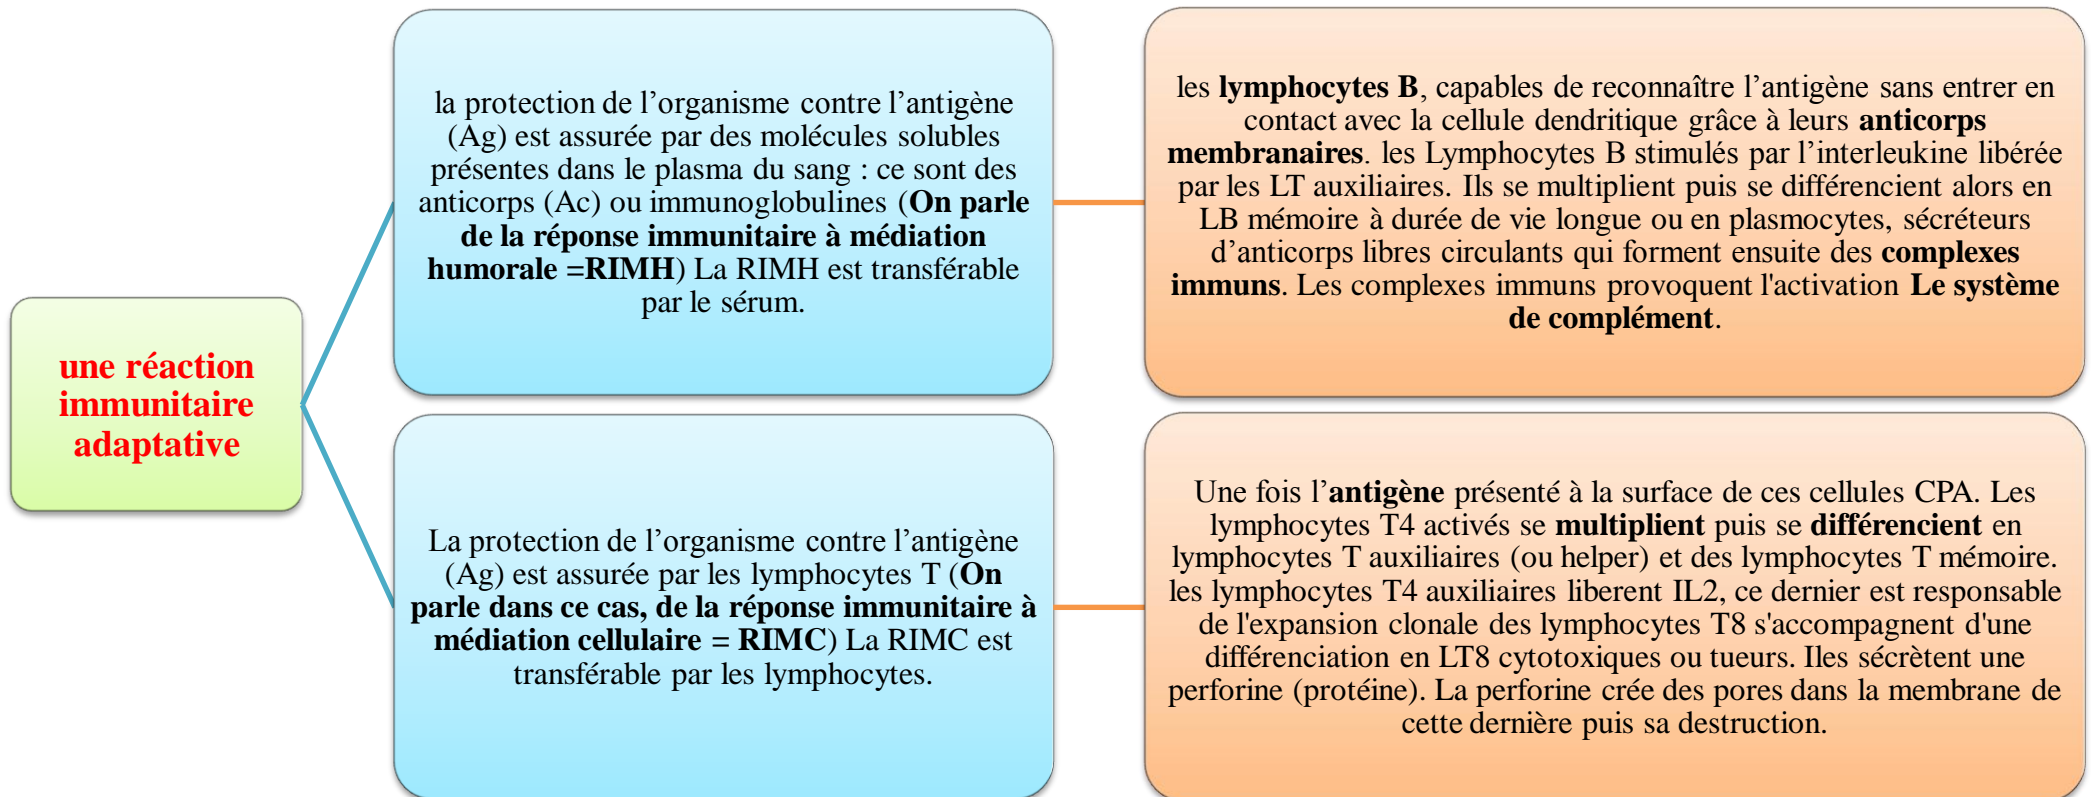 une réaction
immunitaire
adaptative
la protection de l’organisme contre l’antigène
(Ag) est assurée par des molécules solubles
présentes dans le plasma du sang : ce sont des
anticorps (Ac) ou immunoglobulines (On parle
de la réponse immunitaire à médiation
humorale =RIMH) La RIMH est transférable
par le sérum.
les lymphocytes B, capables de reconnaître l’antigène sans entrer en
contact avec la cellule dendritique grâce à leurs anticorps
membranaires. les Lymphocytes B stimulés par l’interleukine libérée
par les LT auxiliaires. Ils se multiplient puis se différencient alors en
LB mémoire à durée de vie longue ou en plasmocytes, sécréteurs
d’anticorps libres circulants qui forment ensuite des complexes
immuns. Les complexes immuns provoquent l'activation Le système
de complément.
La protection de l’organisme contre l’antigène
(Ag) est assurée par les lymphocytes T (On
parle dans ce cas, de la réponse immunitaire à
médiation cellulaire = RIMC) La RIMC est
transférable par les lymphocytes.
Une fois l’antigène présenté à la surface de ces cellules CPA. Les
lymphocytes T4 activés se multiplient puis se différencient en
lymphocytes T auxiliaires (ou helper) et des lymphocytes T mémoire.
les lymphocytes T4 auxiliaires liberent IL2, ce dernier est responsable
de l'expansion clonale des lymphocytes T8 s'accompagnent d'une
différenciation en LT8 cytotoxiques ou tueurs. Iles sécrètent une
perforine (protéine). La perforine crée des pores dans la membrane de
cette dernière puis sa destruction.